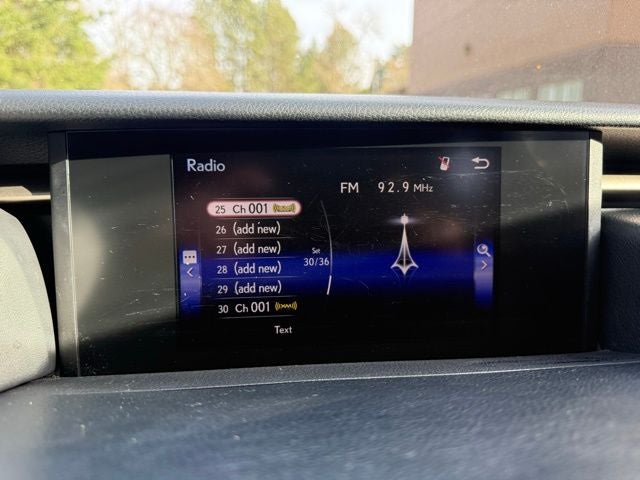 Radio
FM 92.9 MHz
25 Ch 001
26 (add new)
27 (add new)
28 (add new)
29 (add new)
30 Ch 001
Set
30/36
Text